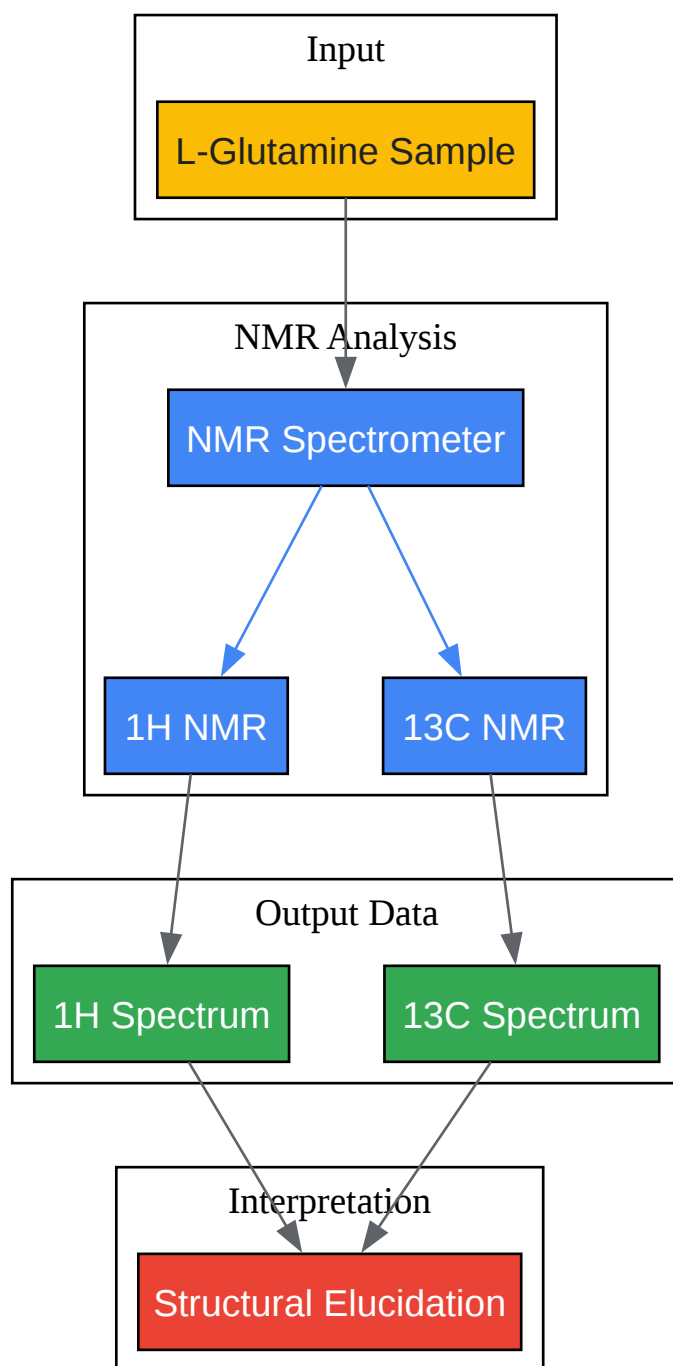 Input
L-Glutamine Sample
NMR Analysis
NMR Spectrometer
1H NMR
13C NMR
Output Data
1H Spectrum
13C Spectrum
Interpretation
Structural Elucidation